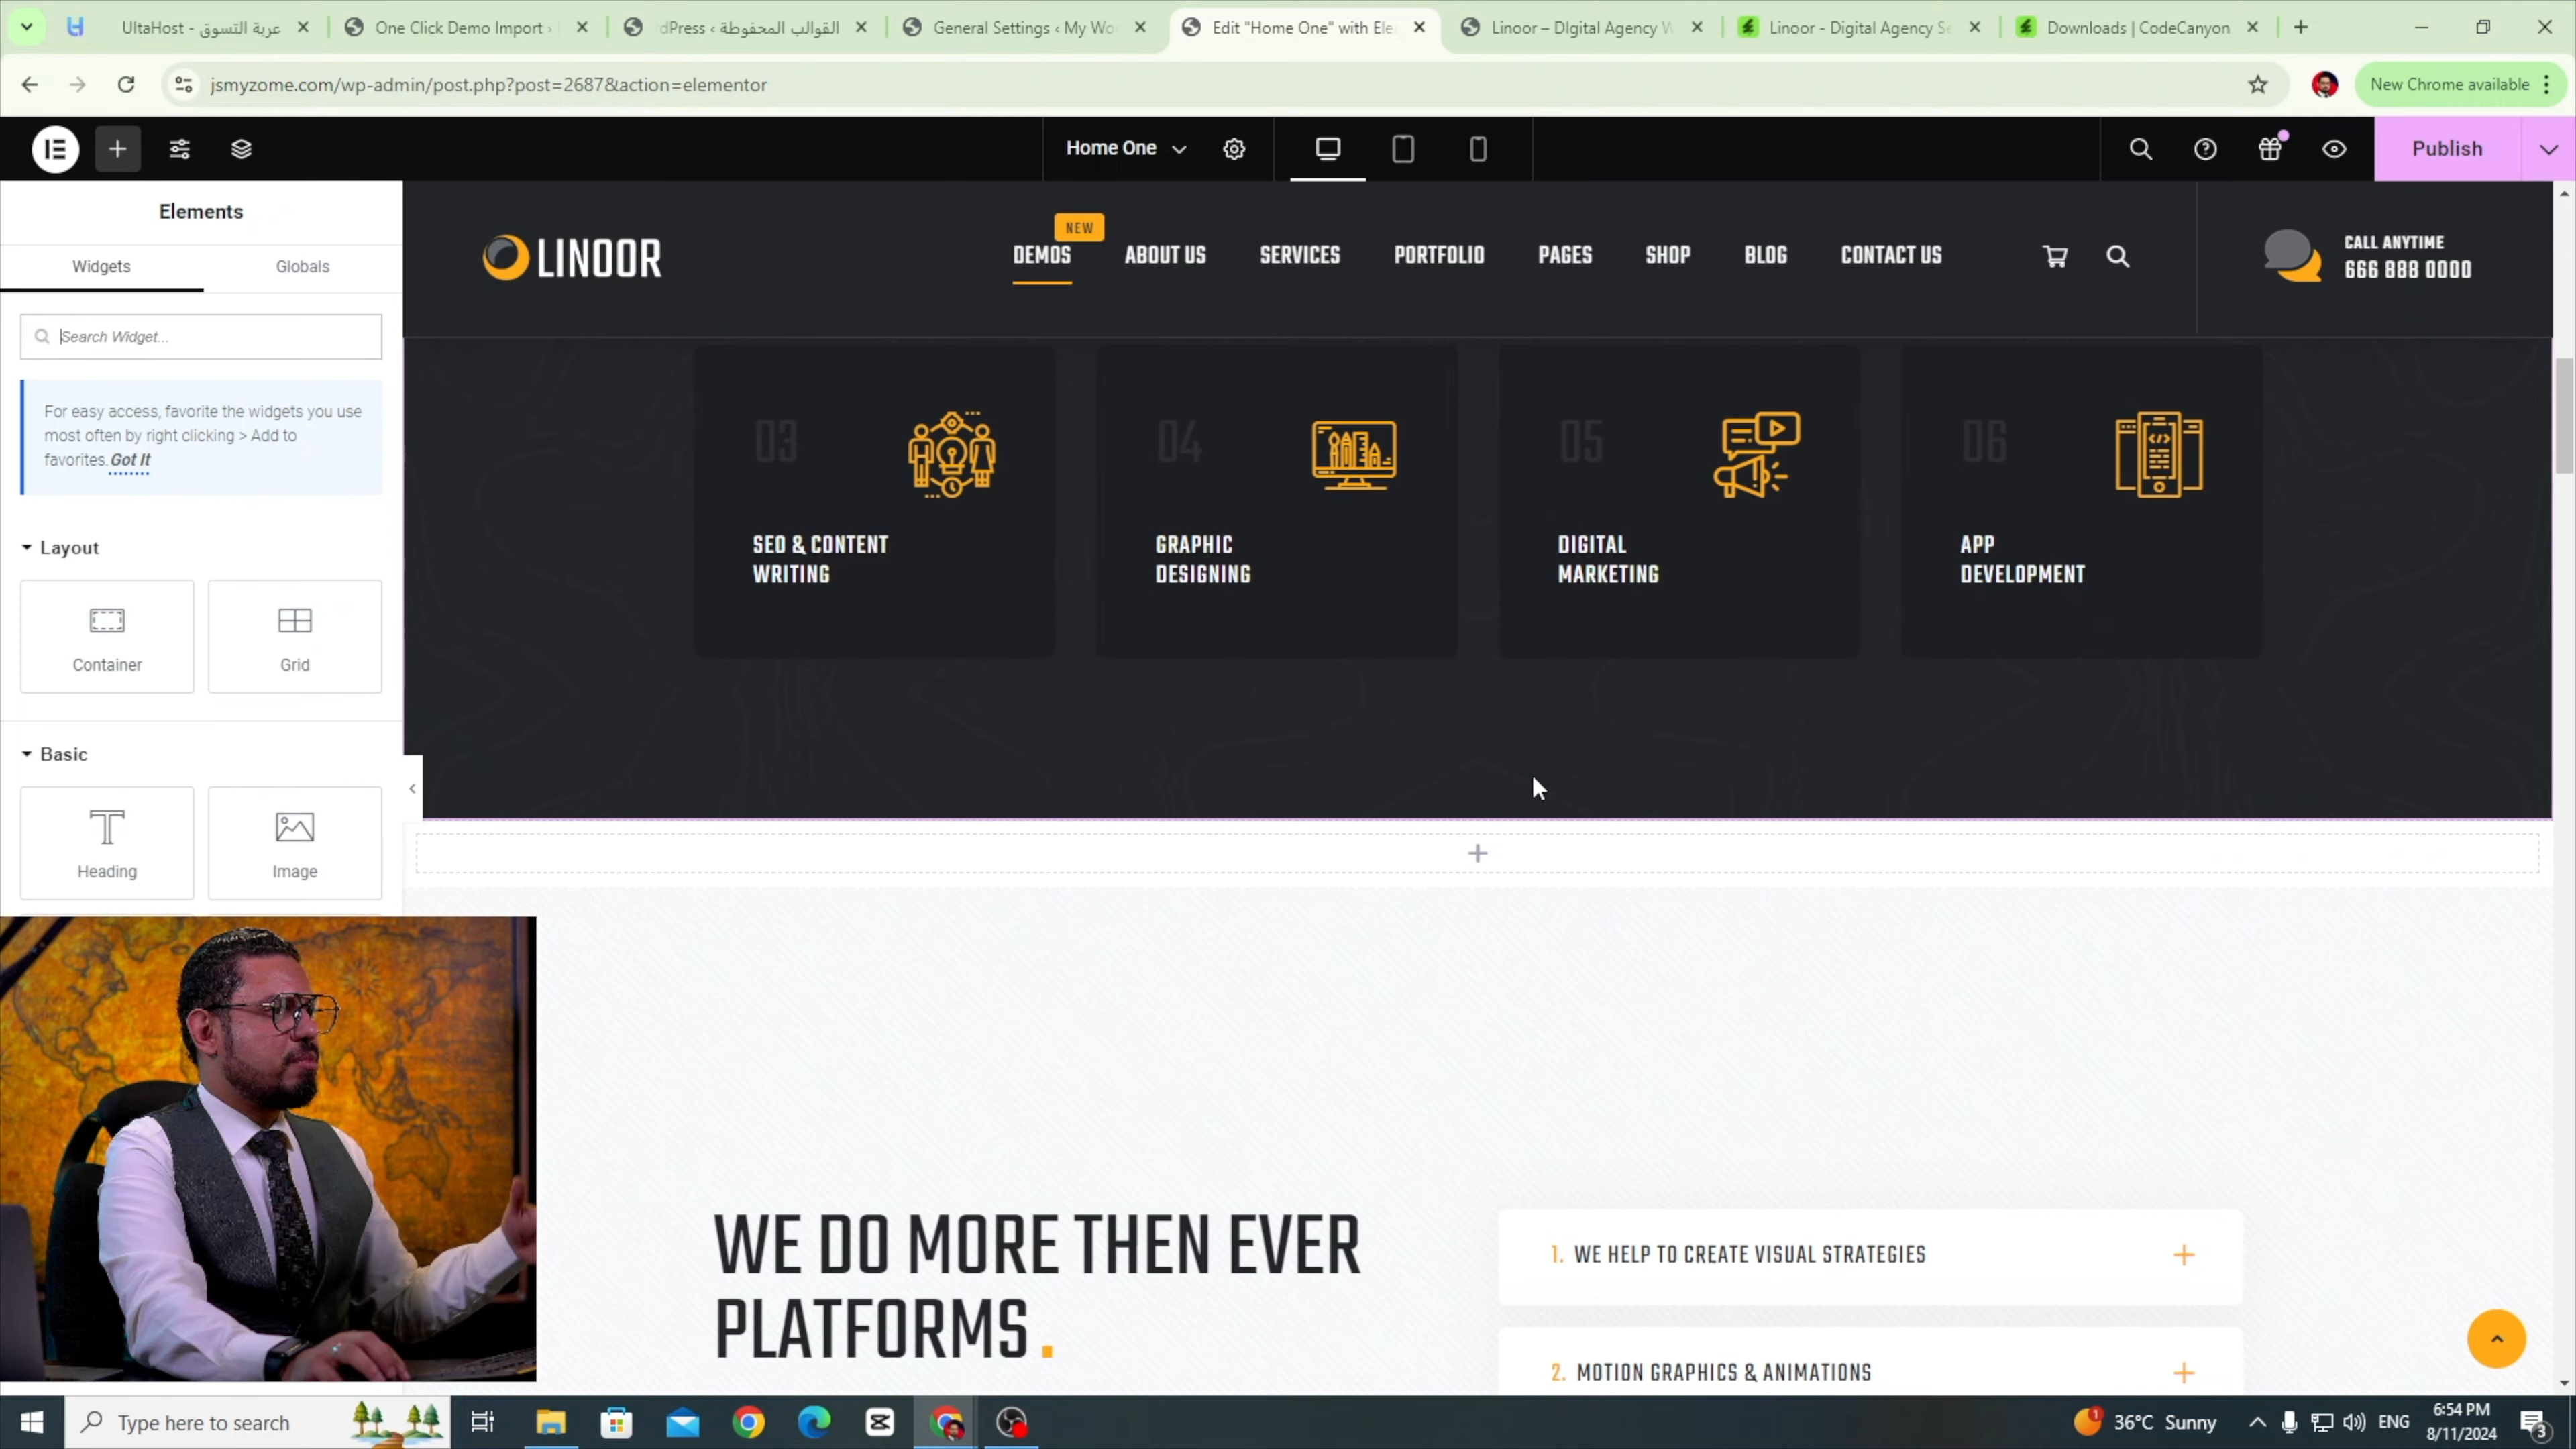 UltaHost - عربة التسوق
One Click Demo Import ›
dPress › القوالب المحفوظة
General Settings ‹ My Wo
Edit "Home One" with Ele
Linoor – DIgital Agency W
Linoor - Digital Agency Se
Downloads | CodeCanyon
jsmyzome.com/wp-admin/post.php?post=2687&action=elementor
New Chrome available
Home One
Publish
Elements
Widgets
Globals
Search Widget...
For easy access, favorite the widgets you use
most often by right clicking > Add to
favorites. Got It
Layout
Container
Grid
Basic
Heading
Image
LINOOR
NEW
DEMOS
ABOUT US
SERVICES
PORTFOLIO
PAGES
SHOP
BLOG
CONTACT US
CALL ANYTIME
666 888 0000
03
SEO & CONTENT
WRITING
04
GRAPHIC
DESIGNING
05
DIGITAL
MARKETING
06
APP
DEVELOPMENT
WE DO MORE THEN EVER
PLATFORMS.
1. WE HELP TO CREATE VISUAL STRATEGIES
2. MOTION GRAPHICS & ANIMATIONS
Type here to search
1
36°C Sunny
ENG
6:54 PM
8/11/2024
3